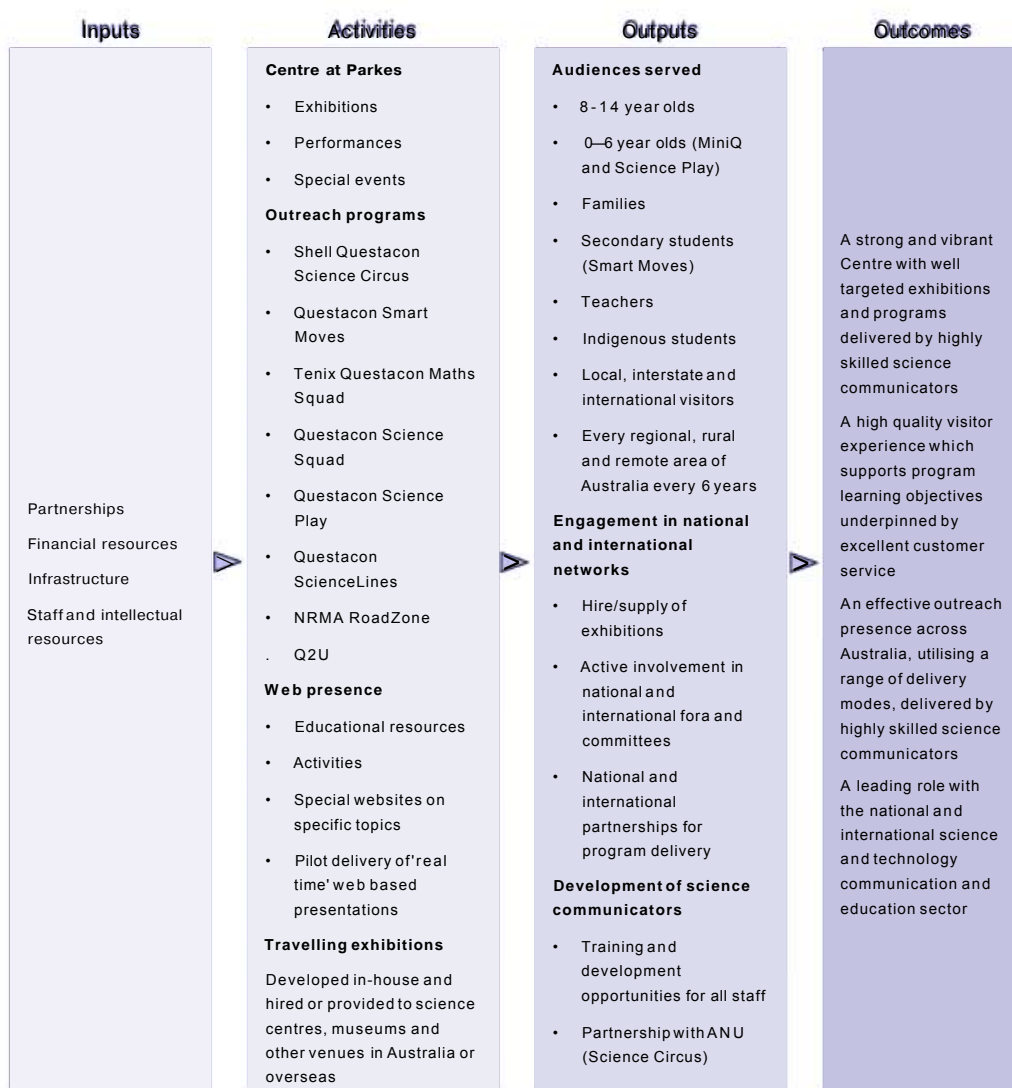 Inputs
Partnerships
Financial resources
Infrastructure
Staff and intellectual
resources
Activities
Centre at Parkes
• Exhibitions
• Performances
• Special events
Outreach programs
• Shell Questacon
Science Circus
• Questacon Smart
Moves
• Tenix Questacon Maths
Squad
• Questacon Science
Squad
• Questacon Science
Play
• Questacon
ScienceLines
• NRMA RoadZone
. Q2U
Web presence
• Educational resources
• Activities
• Special websites on
specific topics
• Pilot delivery of 'real
time' web based
presentations
Travelling exhibitions
Developed in-house and
hired or provided to science
centres, museums and
other venues in Australia or
overseas
Outputs
Audiences served
• 8-14 year olds
• 0—6 year olds (MiniQ
and Science Play)
• Families
• Secondary students
(Smart Moves)
• Teachers
• Indigenous students
• Local, interstate and
international visitors
• Every regional, rural
and remote area of
Australia every 6 years
Engagement in national
and international
networks
• Hire/supply of
exhibitions
• Active involvement in
national and
international fora and
committees
• National and
international
partnerships for
program delivery
Development of science
communicators
• Training and
development
opportunities for all staff
• Partnership with ANU
(Science Circus)
Outcomes
A strong and vibrant
Centre with well
targeted exhibitions
and programs
delivered by highly
skilled science
communicators
A high quality visitor
experience which
supports program
learning objectives
underpinned by
excellent customer
service
An effective outreach
presence across
Australia, utilising a
range of delivery
modes, delivered by
highly skilled science
communicators
A leading role with
the national and
international science
and technology
communication and
education sector